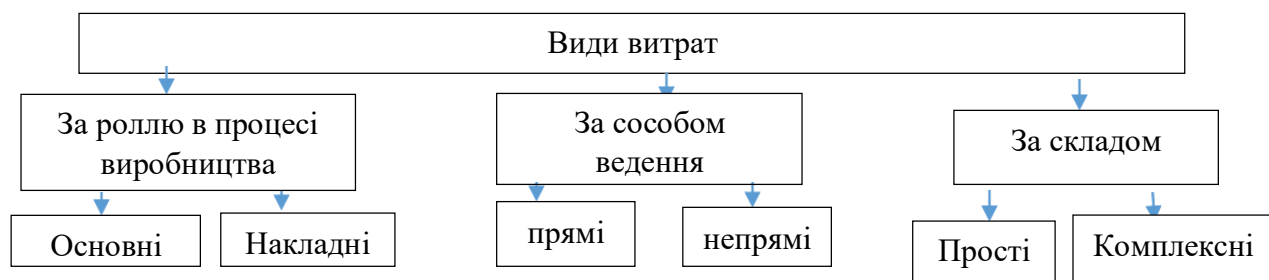 Види витрат
За роллю в процесі
виробництва
За сособом
ведення
За складом
Основні
Накладні
прямі
непрямі
Прості
Комплексні